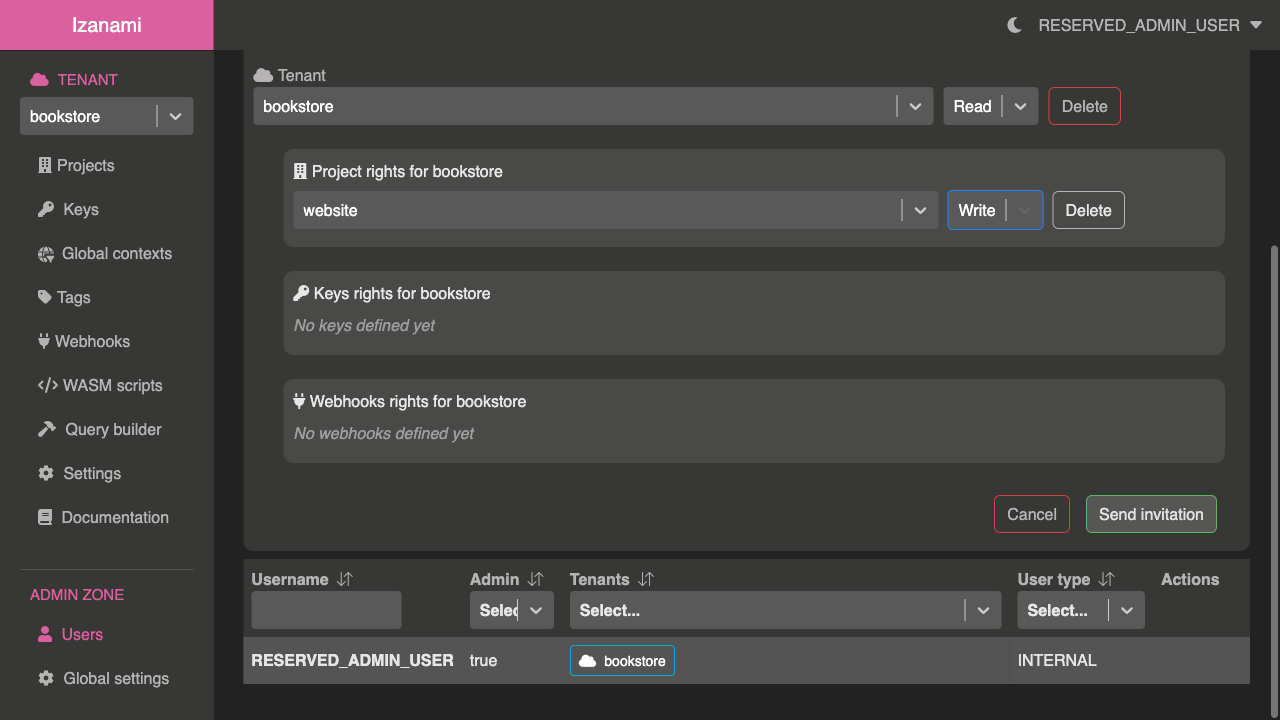 Izanami
RESERVED_ADMIN_USER
TENANT
bookstore
Projects
Keys
Global contexts
Tags
Webhooks
WASM scripts
Query builder
Settings
Documentation
ADMIN ZONE
Users
Global settings
Tenant
bookstore Read Delete
Project rights for bookstore
website Write Delete
Keys rights for bookstore
No keys defined yet
Webhooks rights for bookstore
No webhooks defined yet
Cancel Send invitation
Username Admin Tenants User type Actions
Selec Select... Select...
RESERVED_ADMIN_USER true bookstore INTERNAL